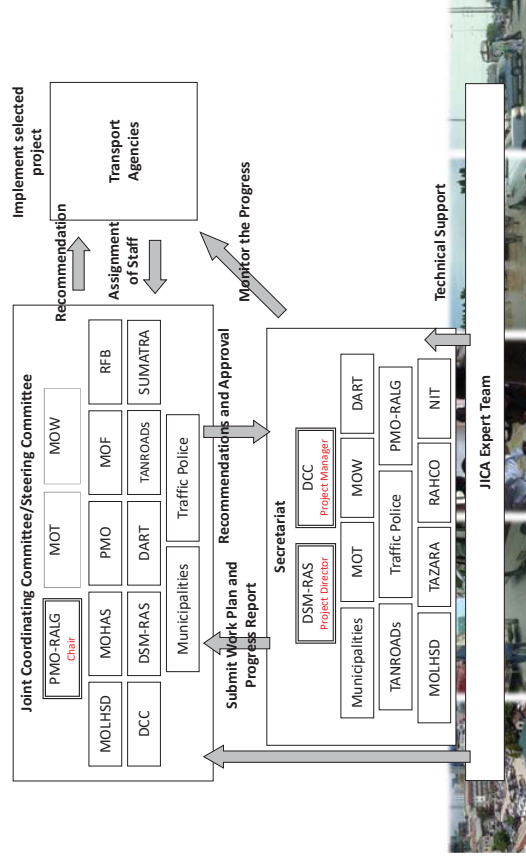 Joint Coordinating Committee/Steering Committee
PMO-RALG
Chair
MOT
MOW
MOLHSD
MOHAS
PMO
MOF
RFB
DCC
DSM-RAS
DART
TANROADs
SUMATRA
Municipalities
Traffic Police
Recommendation
Assignment
of Staff
Implement selected
project
Transport
Agencies
Submit Work Plan and
Progress Report
Recommendations and Approval
Monitor the Progress
Secretariat
DSM-RAS
Project Director
DCC
Project Manager
Municipalities
MOT
MOW
DART
TANROADs
Traffic Police
PMO-RALG
MOLHSD
TAZARA
RAHCO
NIT
Technical Support
JICA Expert Team